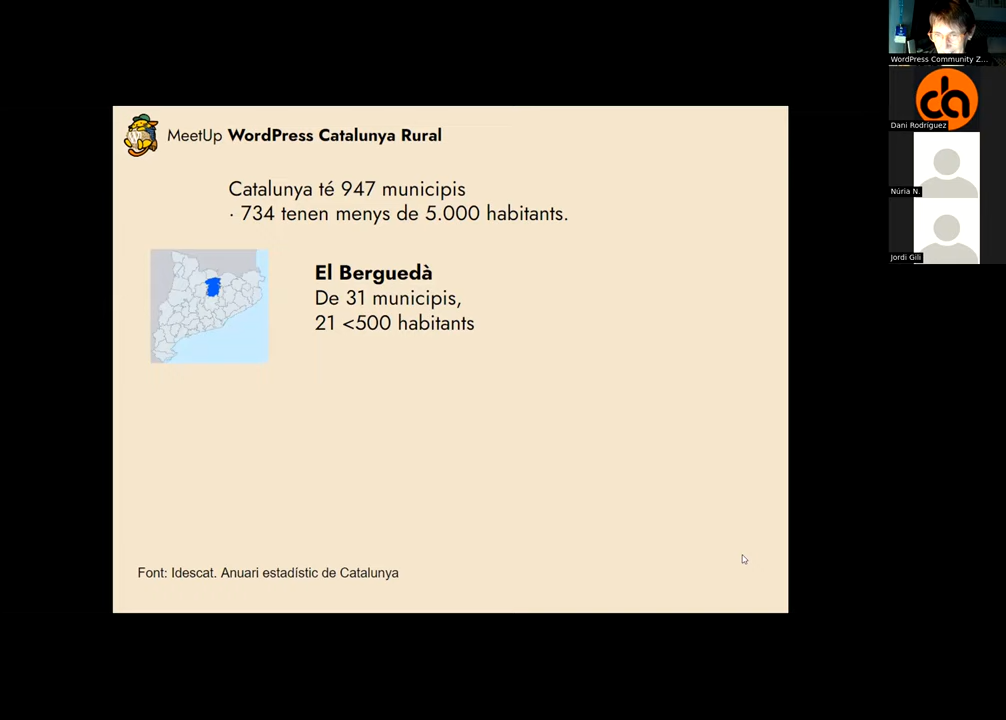 MeetUp WordPress Catalunya Rural
Catalunya té 947 municipis
· 734 tenen menys de 5.000 habitants.
El Berguedà
De 31 municipis,
21 <500 habitants
Font: Idescat. Anuari estadístic de Catalunya
WordPress Community Z...
Dani Rodríguez
Núria N.
Jordi Gili